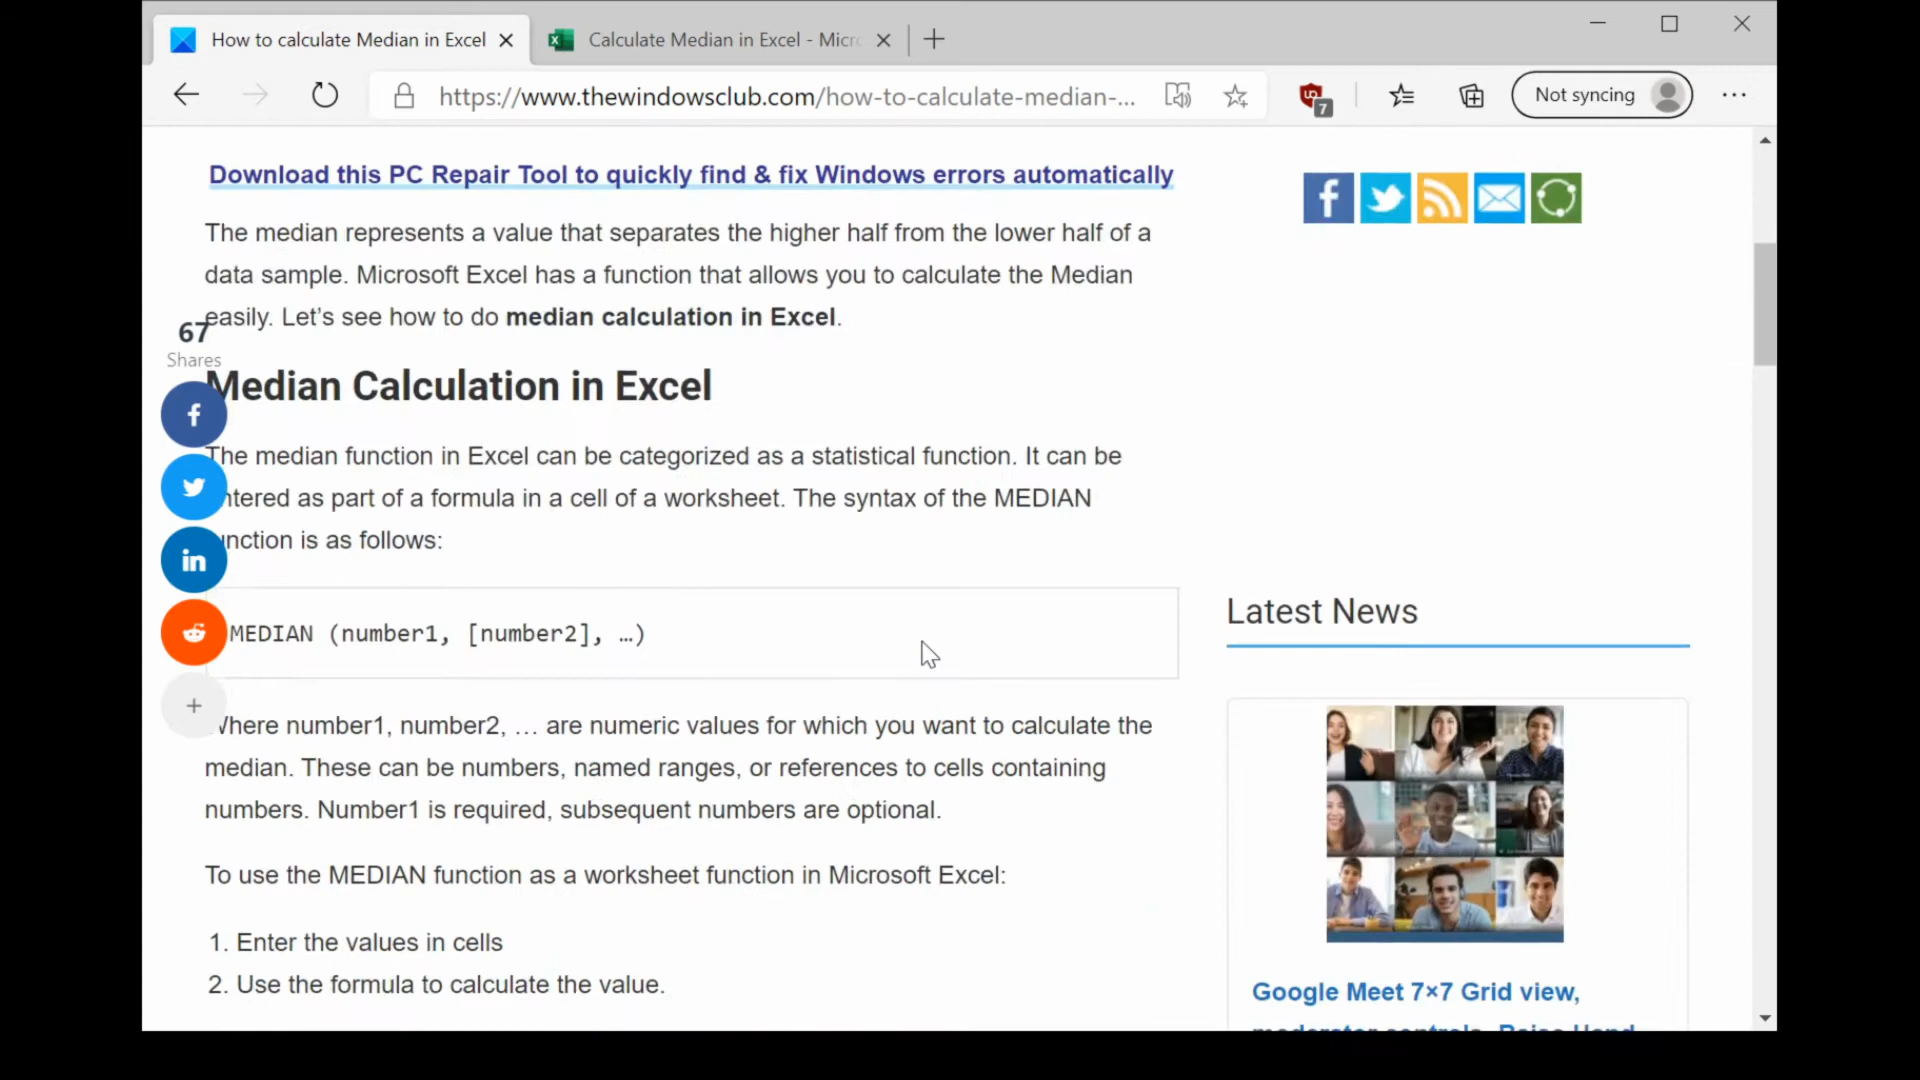 How to calculate Median in Excel
Calculate Median in Excel - Micr
https://www.thewindowsclub.com/how-to-calculate-median-...
7
Not syncing
Download this PC Repair Tool to quickly find & fix Windows errors automatically
The median represents a value that separates the higher half from the lower half of a
data sample. Microsoft Excel has a function that allows you to calculate the Median
easily. Let's see how to do median calculation in Excel.
67
Shares
Median Calculation in Excel
The median function in Excel can be categorized as a statistical function. It can be
ntered as part of a formula in a cell of a worksheet. The syntax of the MEDIAN
nction is as follows:
MEDIAN (number1, [number2], …)
Where number1, number2, … are numeric values for which you want to calculate the
median. These can be numbers, named ranges, or references to cells containing
numbers. Number1 is required, subsequent numbers are optional.
To use the MEDIAN function as a worksheet function in Microsoft Excel:
1. Enter the values in cells
2. Use the formula to calculate the value.
Latest News
Google Meet 7×7 Grid view,
moderator controls, Raise Hand